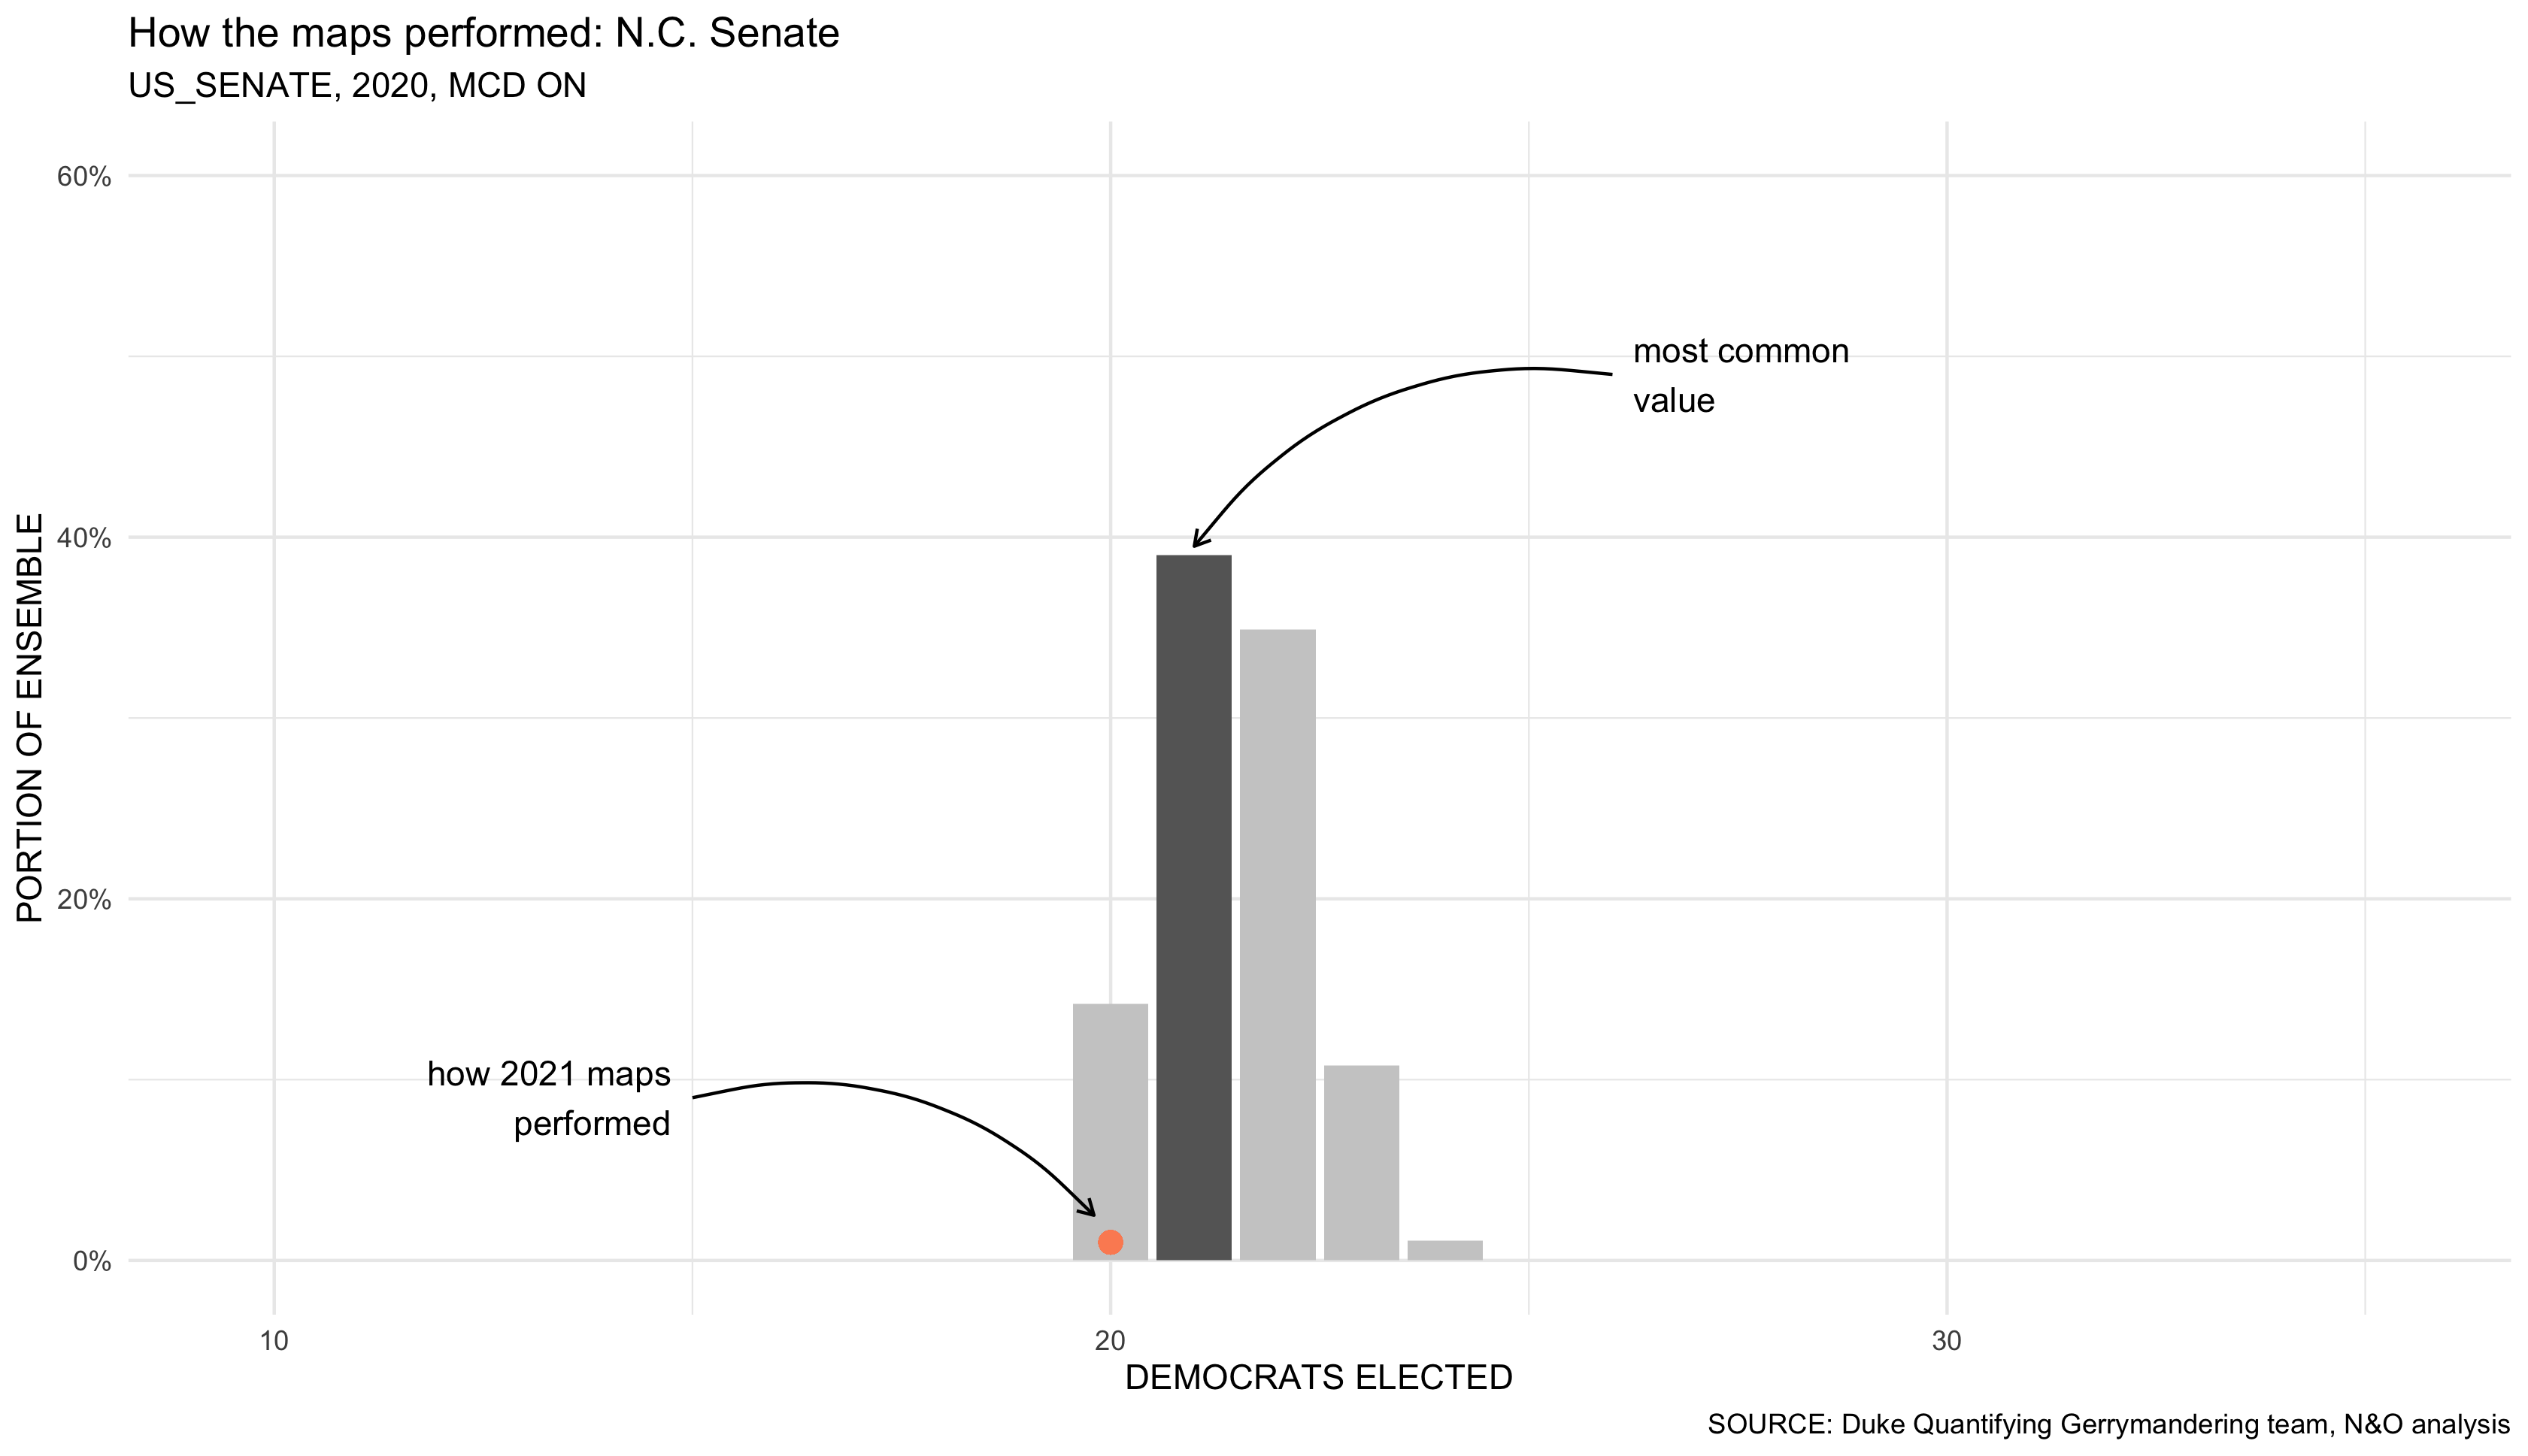 How the maps performed: N.C. Senate
US_SENATE, 2020, MCD ON
60%
most common
value
40%
PORTION OF ENSEMBLE
20%
how 2021 maps
performed
0%
10
20
30
DEMOCRATS ELECTED
SOURCE: Duke Quantifying Gerrymandering team, N&O analysis